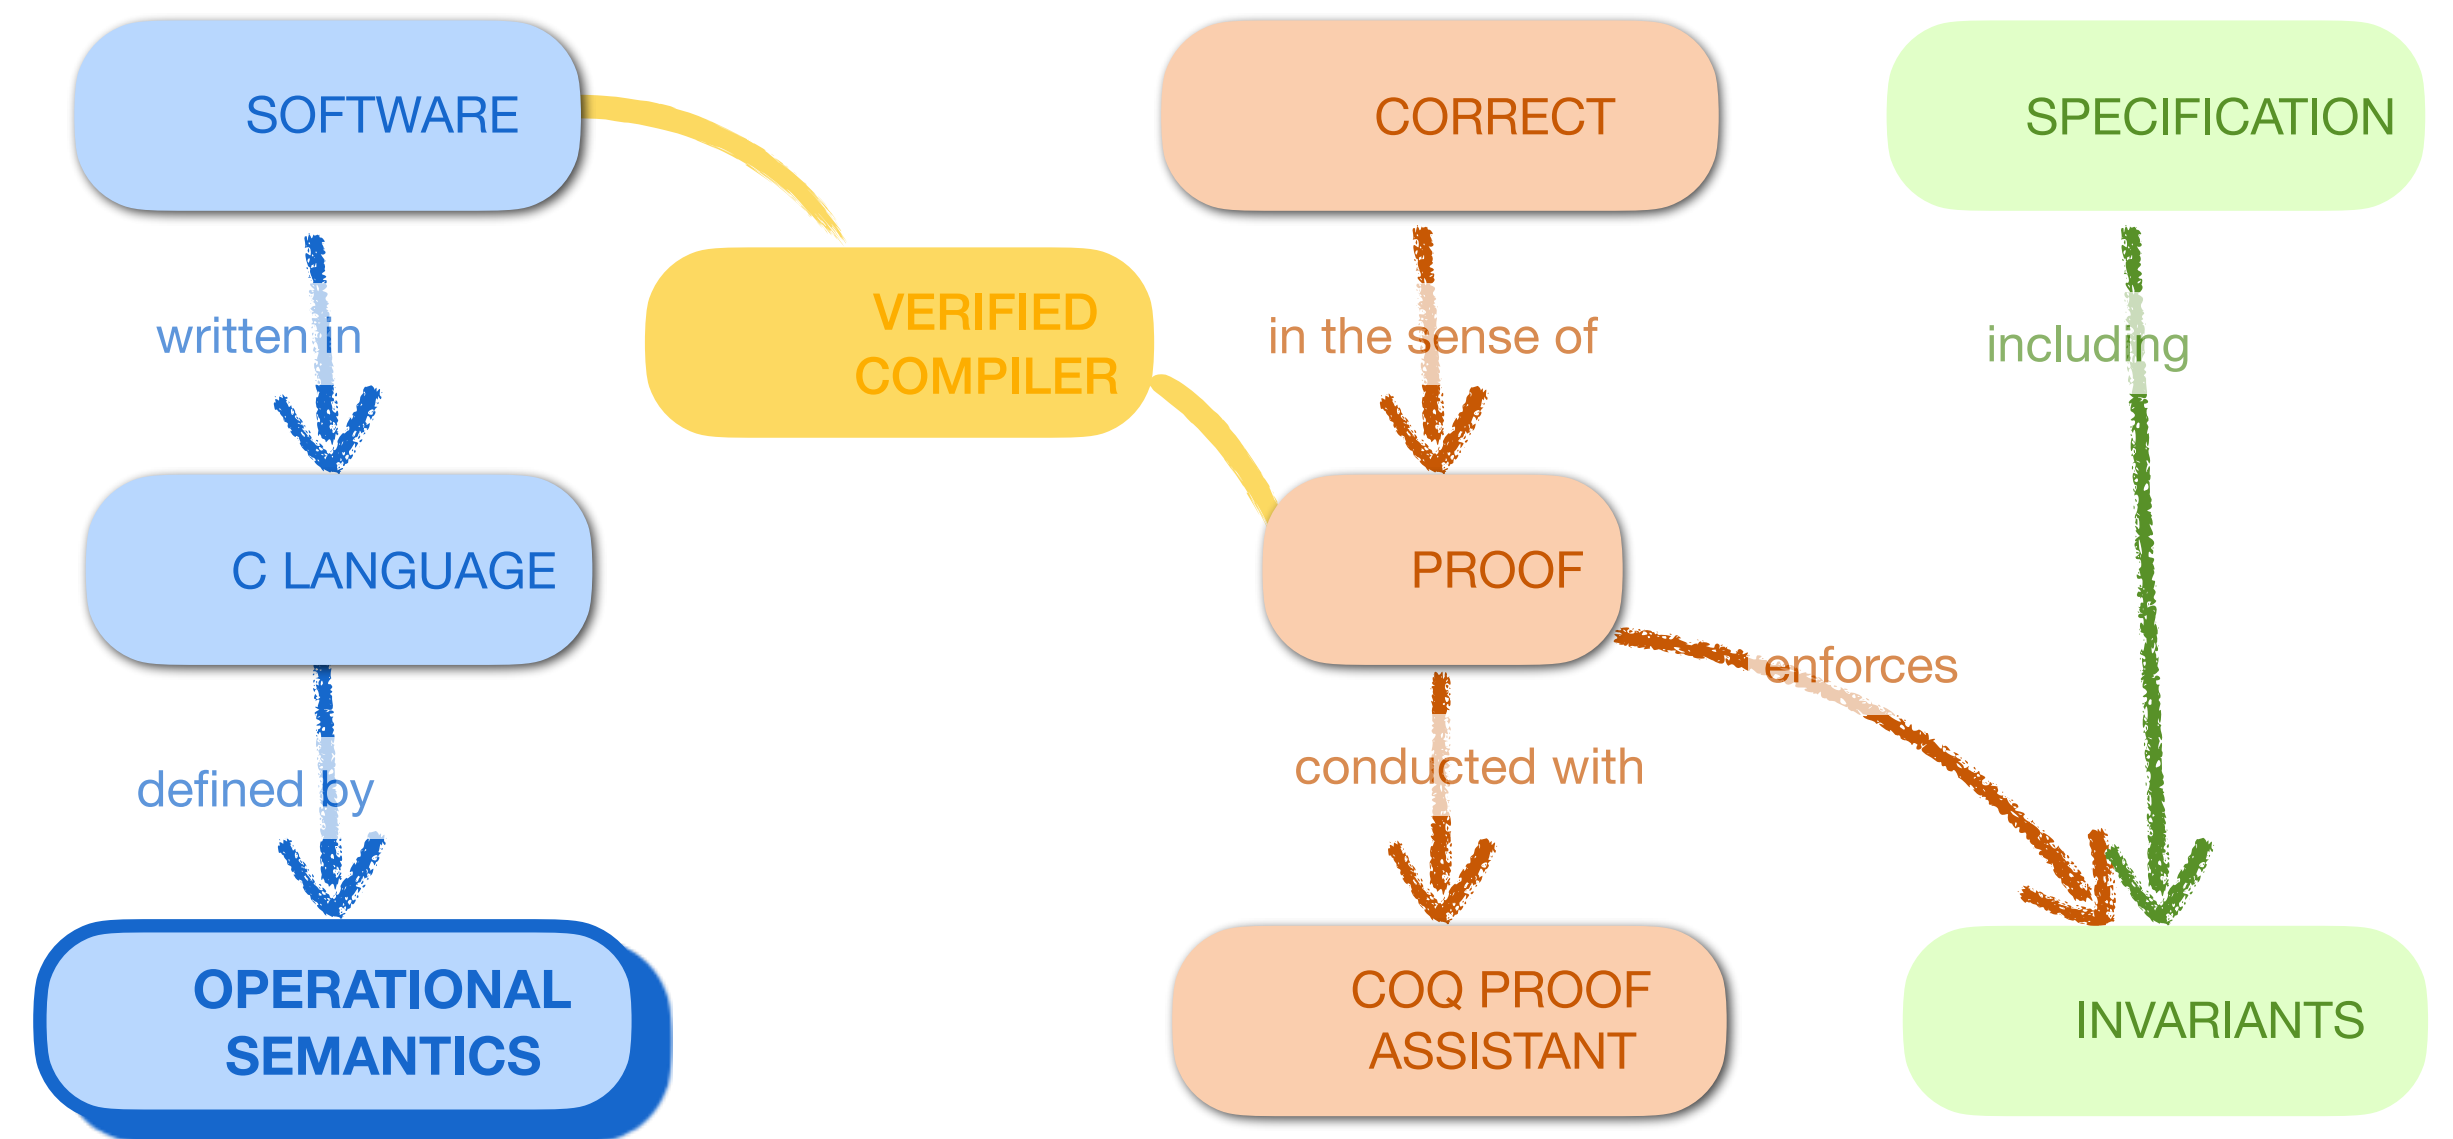 SOFTWARE
CORRECT
SPECIFICATION
VERIFIED
COMPILER
written in
in the sense of
including
C LANGUAGE
PROOF
enforces
defined by
conducted with
OPERATIONAL
SEMANTICS
COQ PROOF
ASSISTANT
INVARIANTS